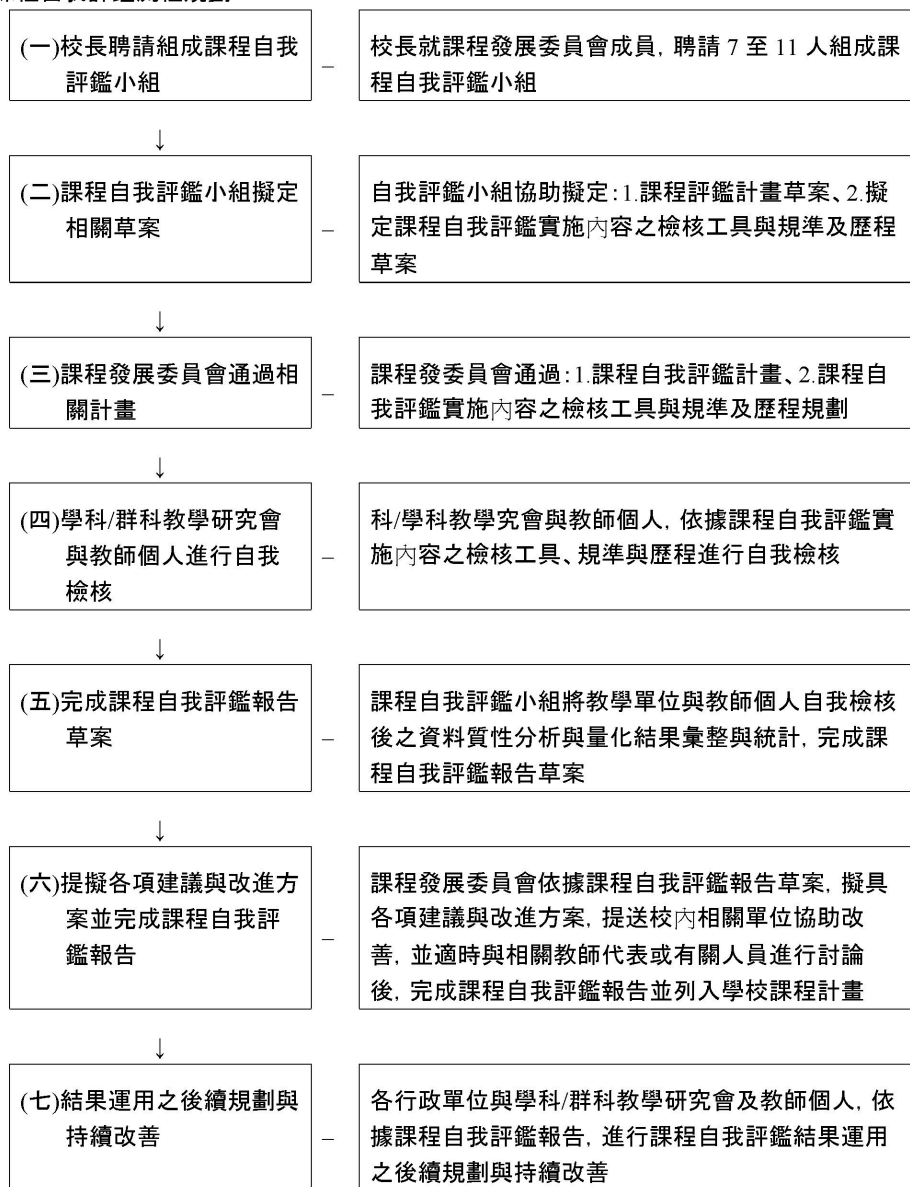 (一)校長聘請組成課程自我
評鑑小組
–
校長就課程發展委員會成員, 聘請 7 至 11 人組成課
程自我評鑑小組
↓
(二)課程自我評鑑小組擬定
相關草案
–
自我評鑑小組協助擬定:1.課程評鑑計畫草案、2.擬
定課程自我評鑑實施內容之檢核工具與規準及歷程
草案
↓
(三)課程發展委員會通過相
關計畫
–
課程發委員會通過:1.課程自我評鑑計畫、2.課程自
我評鑑實施內容之檢核工具與規準及歷程規劃
↓
(四)學科/群科教學研究會
與教師個人進行自我
檢核
–
科/學科教學究會與教師個人, 依據課程自我評鑑實
施內容之檢核工具、規準與歷程進行自我檢核
↓
(五)完成課程自我評鑑報告
草案
–
課程自我評鑑小組將教學單位與教師個人自我檢核
後之資料質性分析與量化結果彙整與統計, 完成課
程自我評鑑報告草案
↓
(六)提擬各項建議與改進方
案並完成課程自我評
鑑報告
–
課程發展委員會依據課程自我評鑑報告草案, 擬具
各項建議與改進方案, 提送校內相關單位協助改
善, 並適時與相關教師代表或有關人員進行討論
後, 完成課程自我評鑑報告並列入學校課程計畫
↓
(七)結果運用之後續規劃與
持續改善
–
各行政單位與學科/群科教學研究會及教師個人, 依
據課程自我評鑑報告, 進行課程自我評鑑結果運用
之後續規劃與持續改善